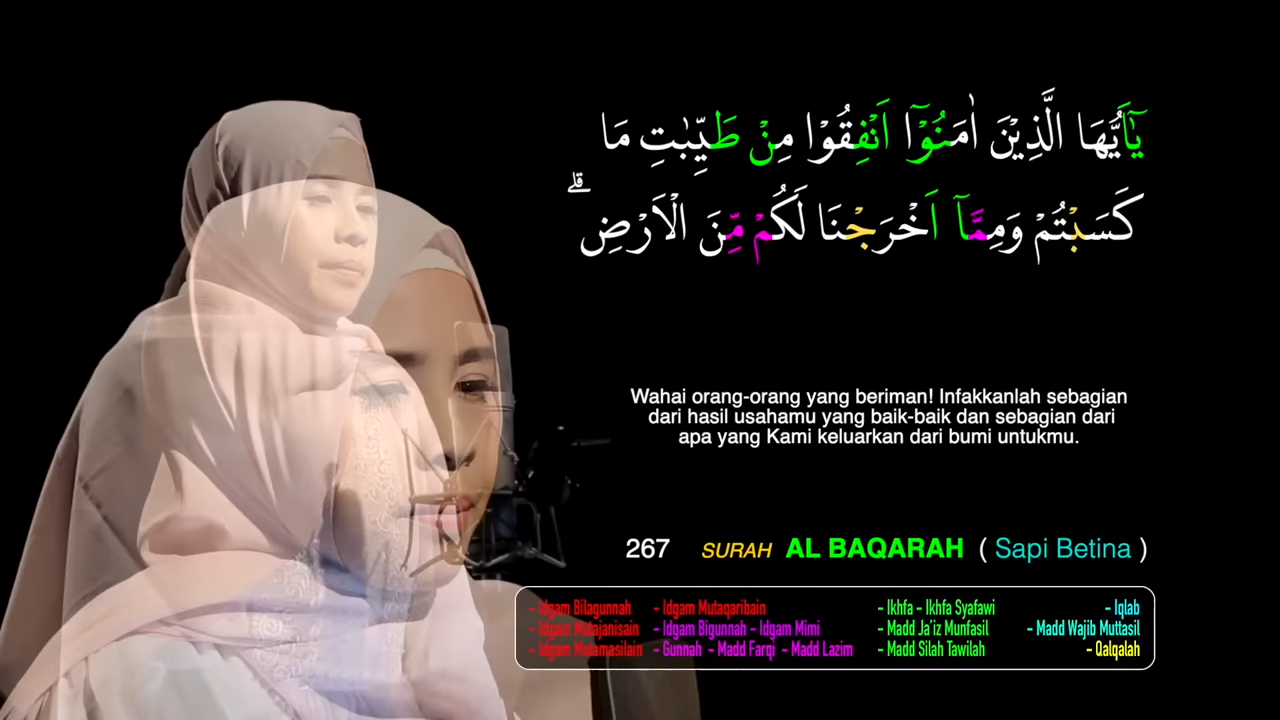 يٰٓاَيُّهَا الَّذِيْنَ اٰمَنُوْٓا اَنْفِقُوْا مِنْ طَيِّبٰتِ مَا
كَسَبْتُمْ وَمِمَّآ اَخْرَجْنَا لَكُمْ مِّنَ الْاَرْضِ ۗ
Wahai orang-orang yang beriman! Infakkanlah sebagian
dari hasil usahamu yang baik-baik dan sebagian dari
apa yang Kami keluarkan dari bumi untukmu.
267 SURAH AL BAQARAH ( Sapi Betina )
- Idgam Bilagunnah - Idgam Mutaqaribain - Ikhfa - Ikhfa Syafawi - Iqlab
- Idgam Mutajanisain - Idgam Bigunnah - Idgam Mimi - Madd Ja'iz Munfasil - Madd Wajib Muttasil
- Idgam Mutamasilain - Gunnah - Madd Farqi - Madd Lazim - Madd Silah Tawilah - Qalqalah